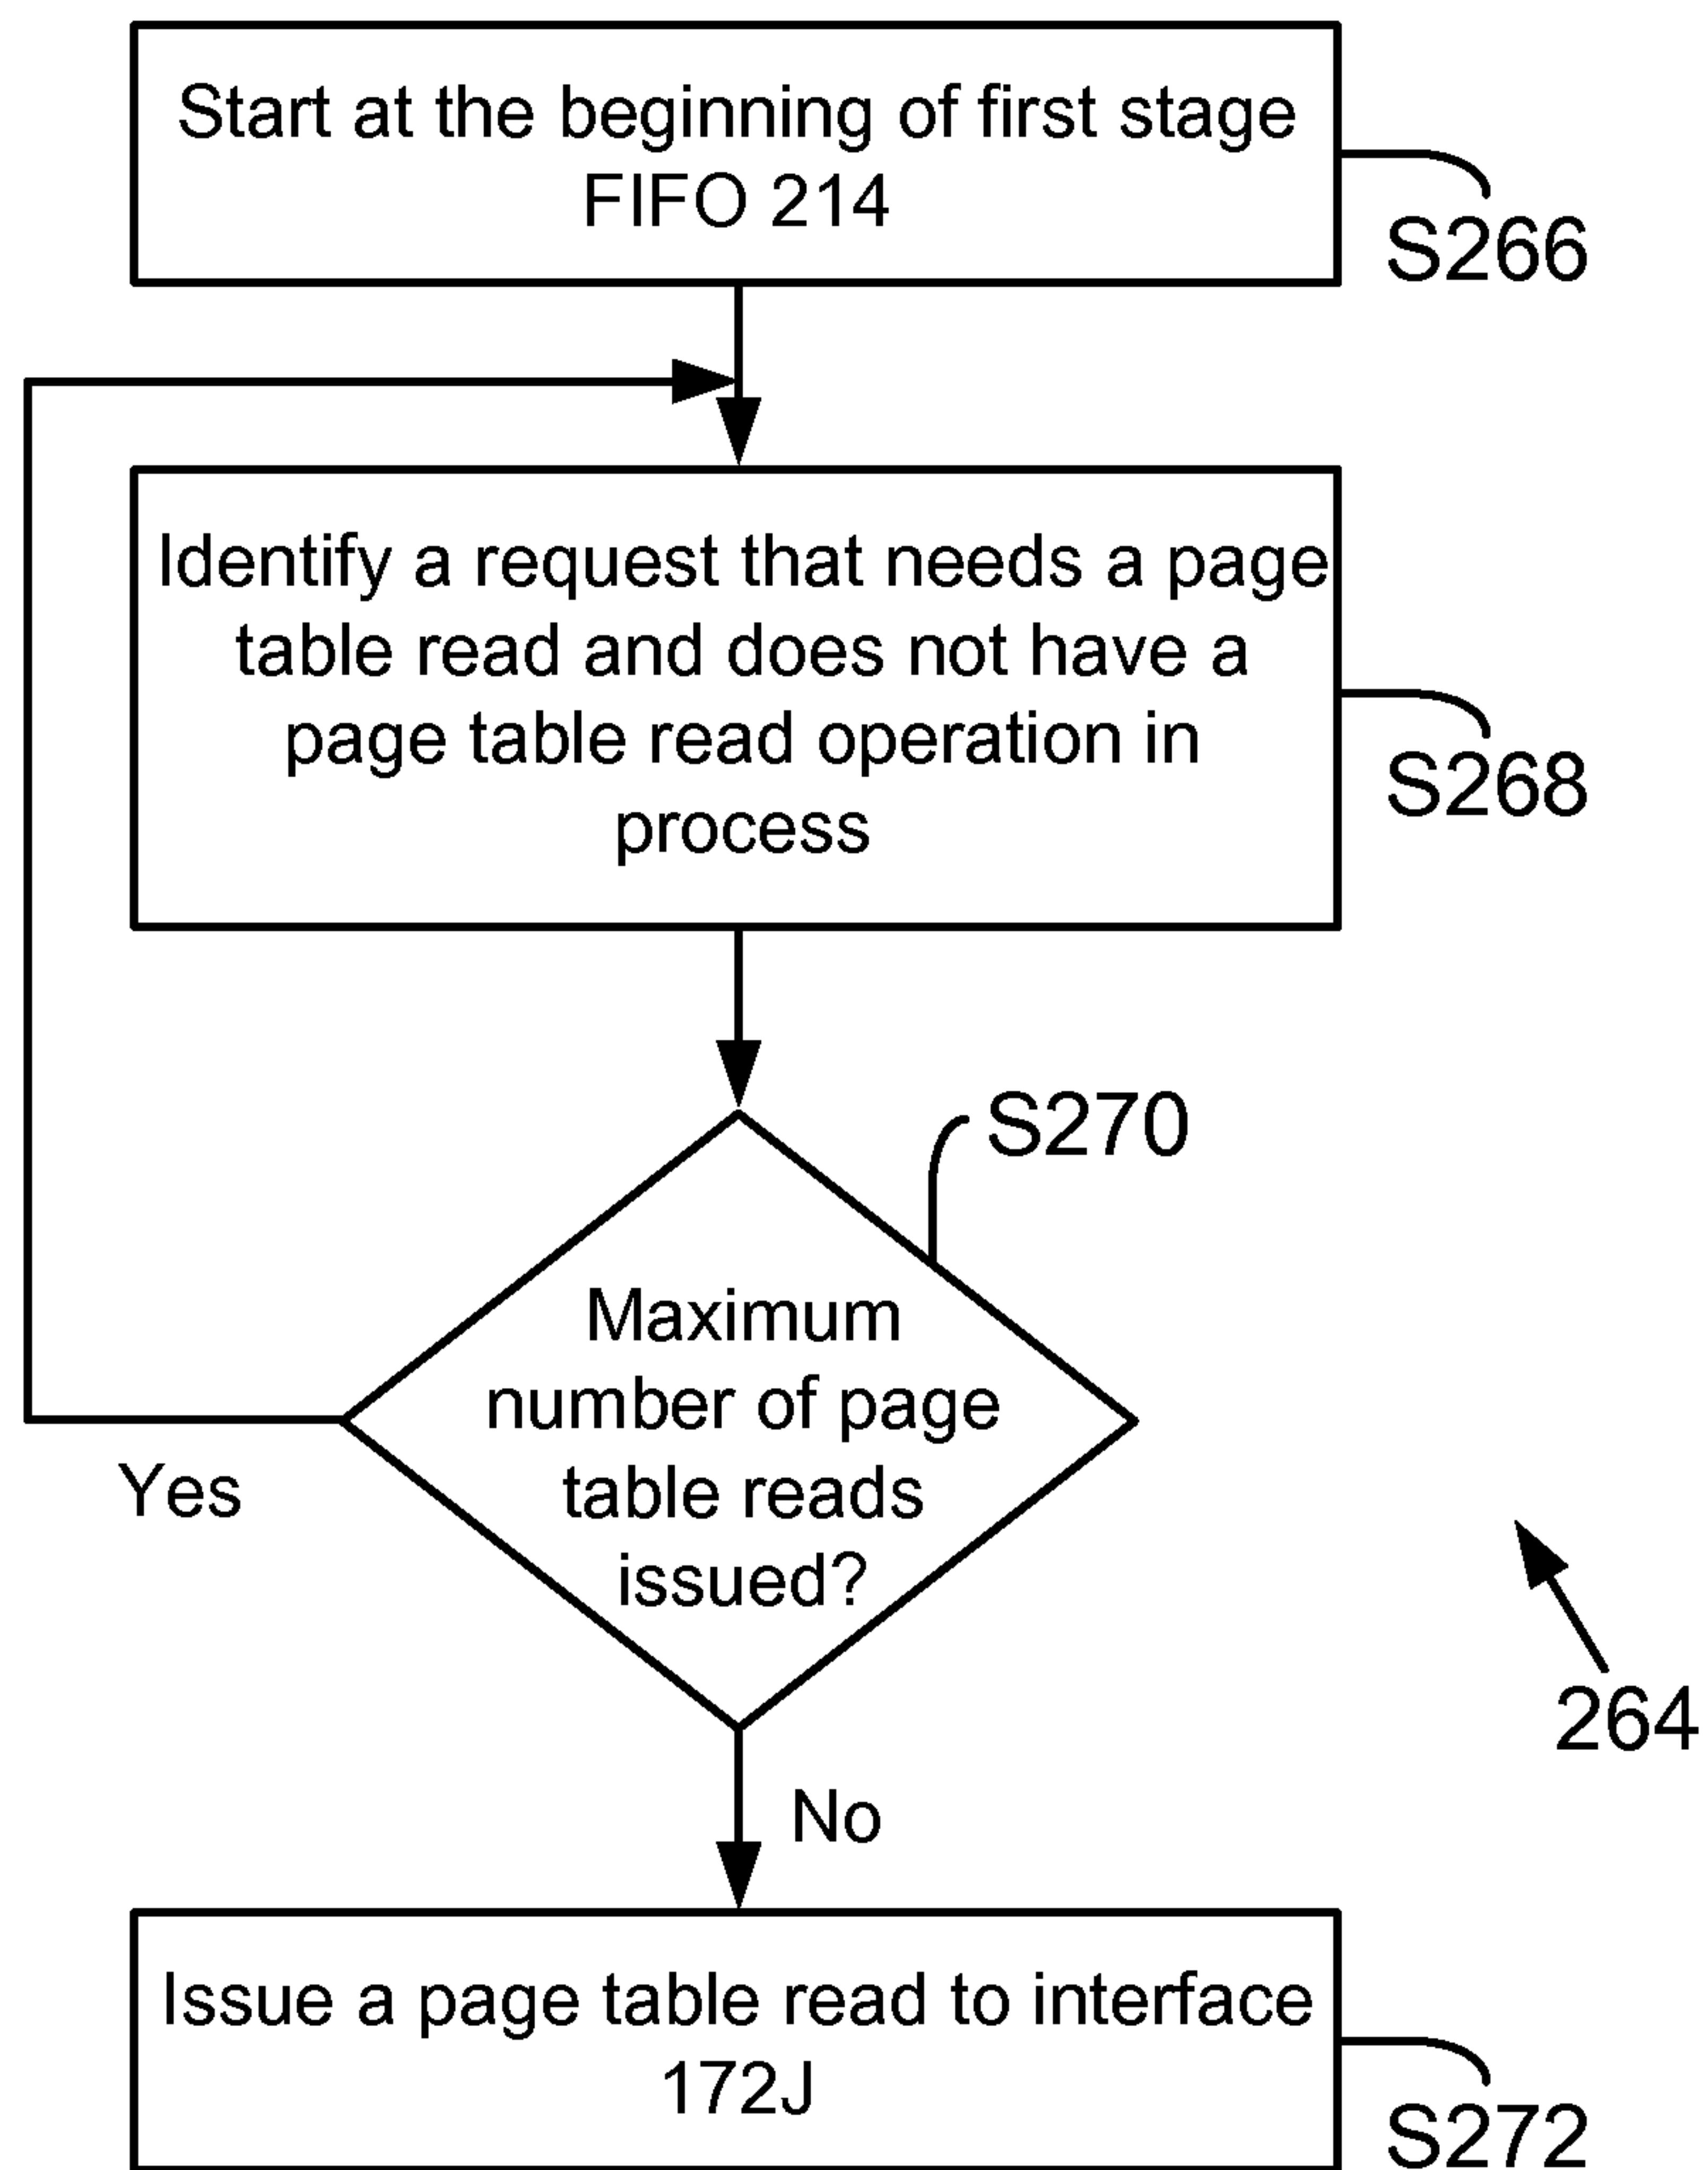 Start at the beginning of first stage
FIFO 214
S266
Identify a request that needs a page
table read and does not have a
page table read operation in
process
S268
S270
Maximum
number of page
table reads
issued?
Yes
264
No
Issue a page table read to interface
172J
S272